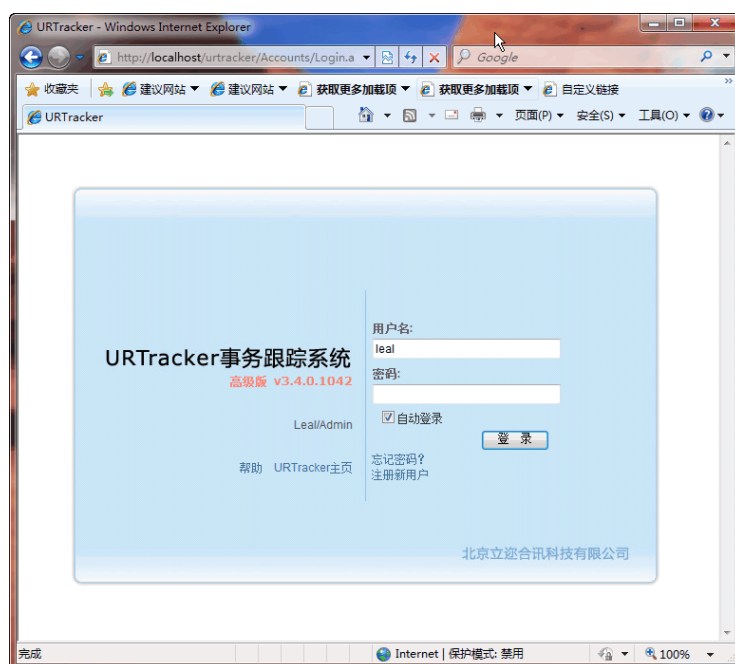 URTracker - Windows Internet Explorer
http://localhost/urtracker/Accounts/Login.a
Google
收藏夹 建议网站 建议网站 获取更多加载项 获取更多加载项 自定义链接 »
URTracker 页面(P) 安全(S) 工具(O)
用户名:
leal
URTracker事务跟踪系统
密码:
高级版 v3.4.0.1042
自动登录
Leal/Admin
登 录
忘记密码?
帮助 URTracker主页
注册新用户
北京立迩合讯科技有限公司
完成 Internet | 保护模式: 禁用 100%